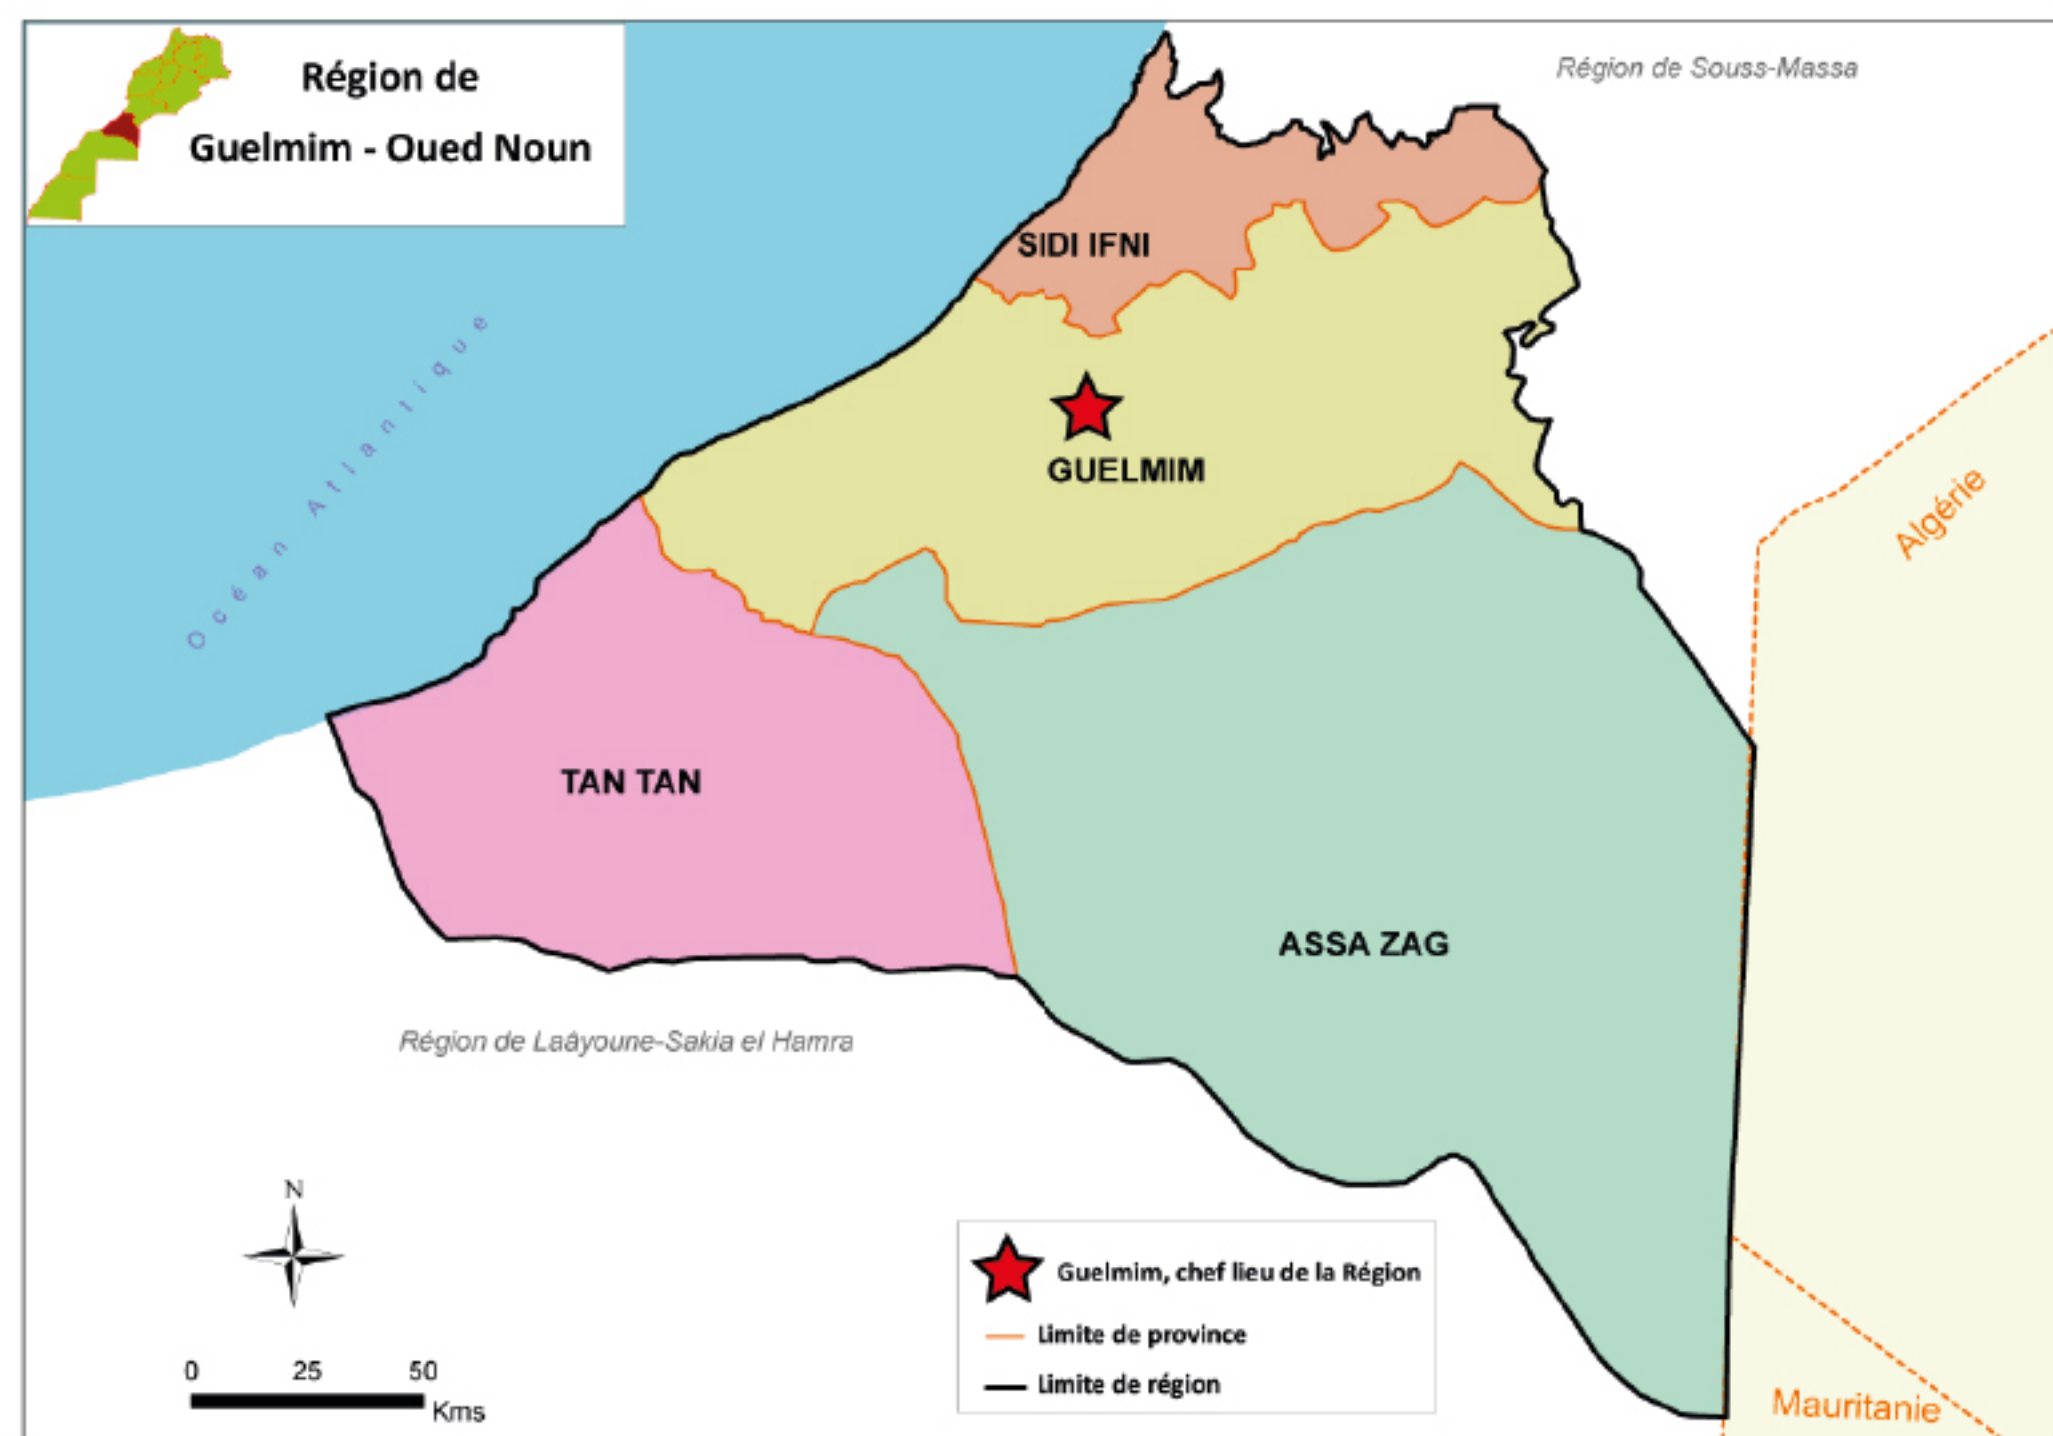 Région de
Guelmim - Oued Noun
Région de Souss-Massa
SIDI IFNI
Océan Atlantique
GUELMIM
Algérie
TAN TAN
ASSA ZAG
Région de Laâyoune-Sakia el Hamra
N
Guelmim, chef lieu de la Région
Limite de province
Limite de région
0 25 50
Kms
Mauritanie